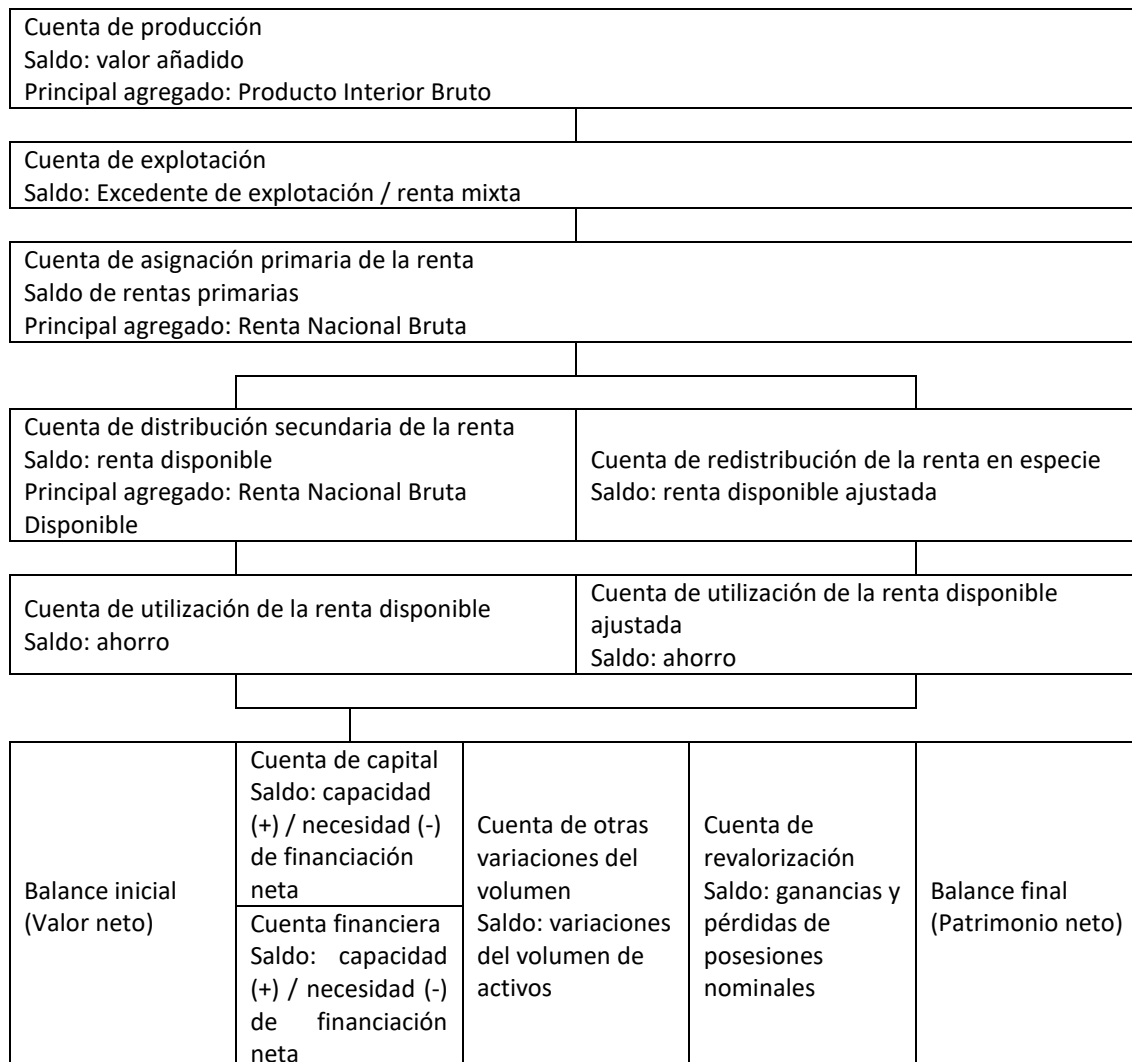 Cuenta de producción
Saldo: valor añadido
Principal agregado: Producto Interior Bruto
Cuenta de explotación
Saldo: Excedente de explotación / renta mixta
Cuenta de asignación primaria de la renta
Saldo de rentas primarias
Principal agregado: Renta Nacional Bruta
Cuenta de distribución secundaria de la renta
Saldo: renta disponible
Principal agregado: Renta Nacional Bruta
Disponible
Cuenta de redistribución de la renta en especie
Saldo: renta disponible ajustada
Cuenta de utilización de la renta disponible
Saldo: ahorro
Cuenta de utilización de la renta disponible
ajustada
Saldo: ahorro
Balance inicial
(Valor neto)
Cuenta de capital
Saldo: capacidad
(+) / necesidad (-)
de financiación
neta
Cuenta financiera
Saldo: capacidad
(+) / necesidad (-)
de financiación
neta
Cuenta de otras
variaciones del
volumen
Saldo: variaciones
del volumen de
activos
Cuenta de
revalorización
Saldo: ganancias y
pérdidas de
posesiones
nominales
Balance final
(Patrimonio neto)